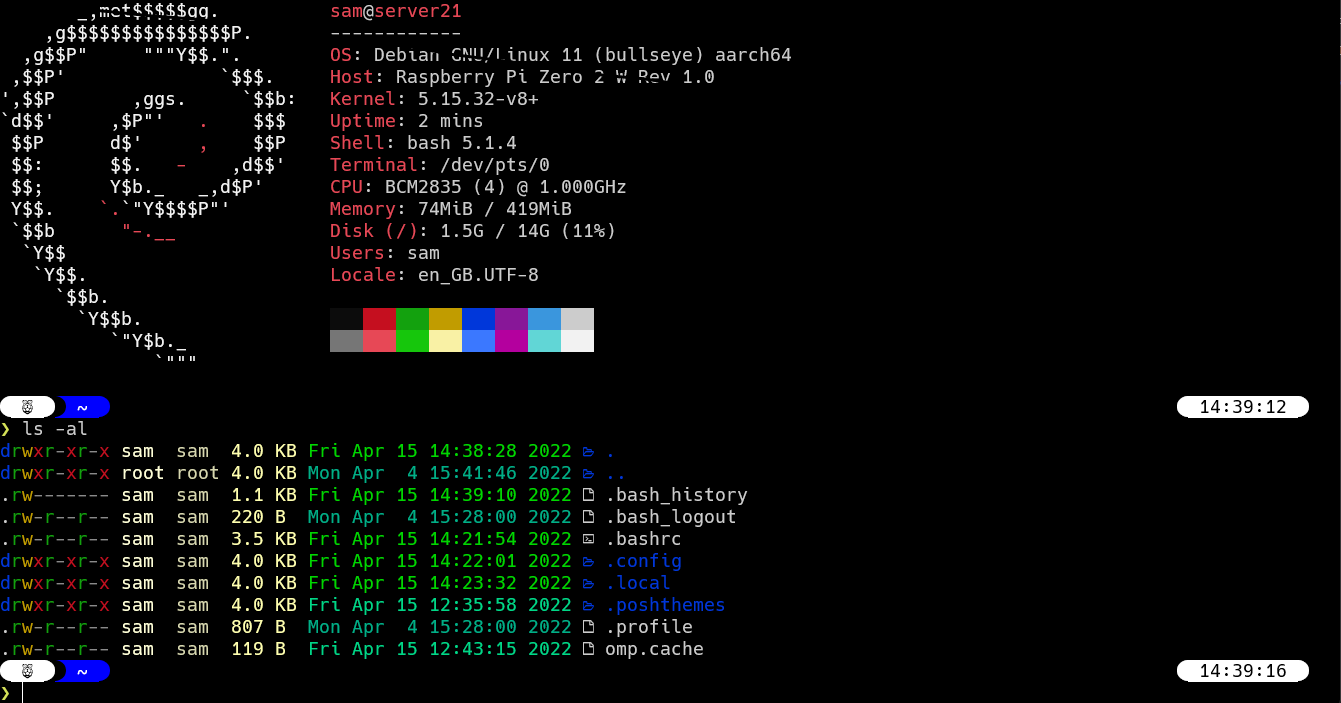 _,met$$$$$gg.
,g$$$$$$$$$$$$$$$P.
,g$$P"      """Y$$.".
,$$P'              `$$$.
',$$P       ,ggs.     `$$b:
`d$$'     ,$P"'   .    $$$
$$P      d$'     ,    $$P
$$:      $$.   -    ,d$$'
$$;      Y$b._   _,d$P'
Y$$.    `.`"Y$$$$P"'
`$$b      "-.__
`Y$$
`Y$$.
`$$b.
`Y$$b.
`"Y$b._
`"""
sam@server21
------------
OS: Debian GNU/Linux 11 (bullseye) aarch64
Host: Raspberry Pi Zero 2 W Rev 1.0
Kernel: 5.15.32-v8+
Uptime: 2 mins
Shell: bash 5.1.4
Terminal: /dev/pts/0
CPU: BCM2835 (4) @ 1.000GHz
Memory: 74MiB / 419MiB
Disk (/): 1.5G / 14G (11%)
Users: sam
Locale: en_GB.UTF-8
~ 14:39:12
❯ ls -al
drwxr-xr-x sam  sam  4.0 KB Fri Apr 15 14:38:28 2022 .
drwxr-xr-x root root 4.0 KB Mon Apr  4 15:41:46 2022 ..
.rw------- sam  sam  1.1 KB Fri Apr 15 14:39:10 2022 .bash_history
.rw-r--r-- sam  sam  220 B  Mon Apr  4 15:28:00 2022 .bash_logout
.rw-r--r-- sam  sam  3.5 KB Fri Apr 15 14:21:54 2022 .bashrc
drwxr-xr-x sam  sam  4.0 KB Fri Apr 15 14:22:01 2022 .config
drwxr-xr-x sam  sam  4.0 KB Fri Apr 15 14:23:32 2022 .local
drwxr-xr-x sam  sam  4.0 KB Fri Apr 15 12:35:58 2022 .poshthemes
.rw-r--r-- sam  sam  807 B  Mon Apr  4 15:28:00 2022 .profile
.rw-r--r-- sam  sam  119 B  Fri Apr 15 12:43:15 2022 omp.cache
~ 14:39:16
❯